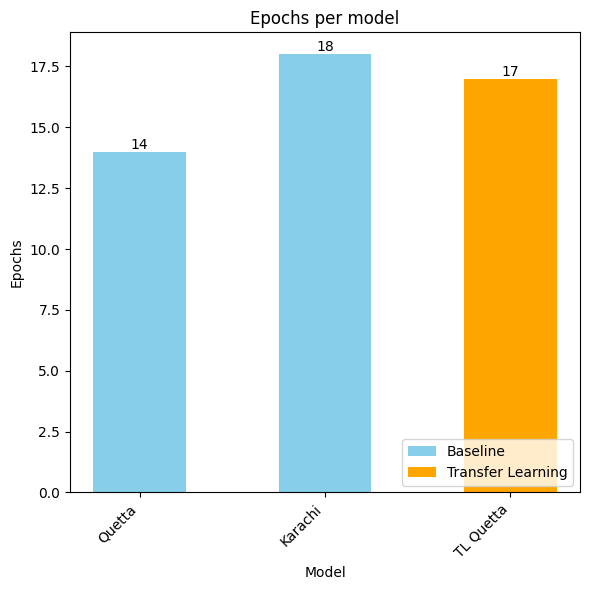 Epochs per model
18
17
14
17.5
15.0
12.5
10.0
7.5
5.0
2.5
0.0
Epochs
Baseline
Transfer Learning
Quetta
Karachi
TL Quetta
Model